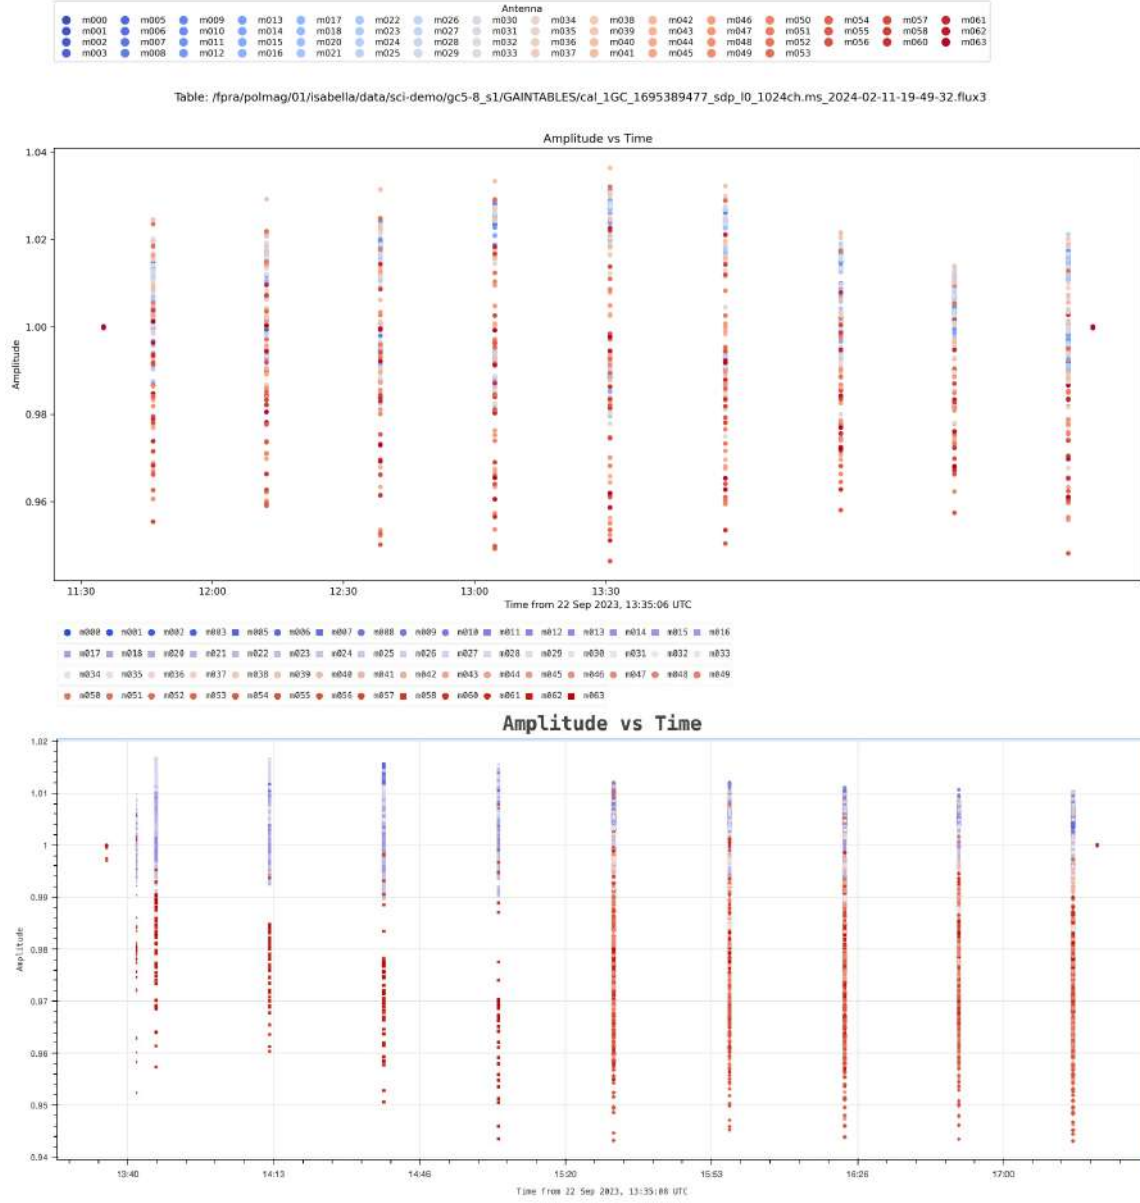 Antenna
m000 m005 m009 m013 m017 m022 m026 m030 m034 m038 m042 m046 m050 m054 m057 m061
m001 m006 m010 m014 m018 m023 m027 m031 m035 m039 m043 m047 m051 m055 m058 m062
m002 m007 m011 m015 m020 m024 m028 m032 m036 m040 m044 m048 m052 m056 m060 m063
m003 m008 m012 m016 m021 m025 m029 m033 m037 m041 m045 m049 m053
Table: /fpra/polmag/01/isabella/data/sci-demo/gc5-8_s1/GAINTABLES/cal_1GC_1695389477_sdp_l0_1024ch.ms_2024-02-11-19-49-32.flux3
Amplitude vs Time
1.04
1.02
1.00
0.98
0.96
Amplitude
11:30 12:00 12:30 13:00 13:30
Time from 22 Sep 2023, 13:35:06 UTC
m000 m001 m002 m003 m005 m006 m007 m008 m009 m010 m011 m012 m013 m014 m015 m016
m017 m018 m020 m021 m022 m023 m024 m025 m026 m027 m028 m029 m030 m031 m032 m033
m034 m035 m036 m037 m038 m039 m040 m041 m042 m043 m044 m045 m046 m047 m048 m049
m050 m051 m052 m053 m054 m055 m056 m057 m058 m060 m061 m062 m063
Amplitude vs Time
1.02
1.01
1
0.99
0.98
0.97
0.96
0.95
0.94
Amplitude
13:40 14:13 14:46 15:20 15:53 16:26 17:00
Time from 22 Sep 2023, 13:35:08 UTC